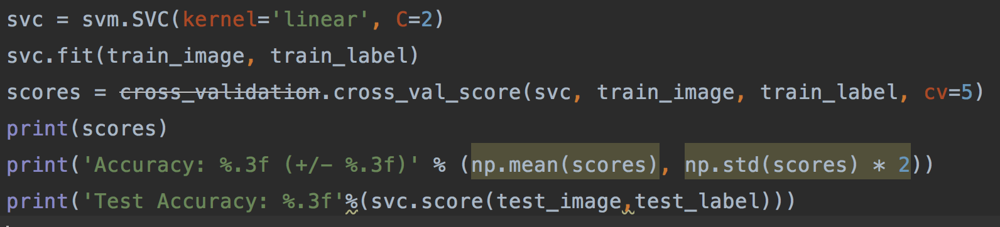 svc = svm.SVC(kernel='linear', C=2)
svc.fit(train_image, train_label)
scores = cross_validation.cross_val_score(svc, train_image, train_label, cv=5)
print(scores)
print('Accuracy: %.3f (+/- %.3f)' % (np.mean(scores), np.std(scores) * 2))
print('Test Accuracy: %.3f'%(svc.score(test_image,test_label)))